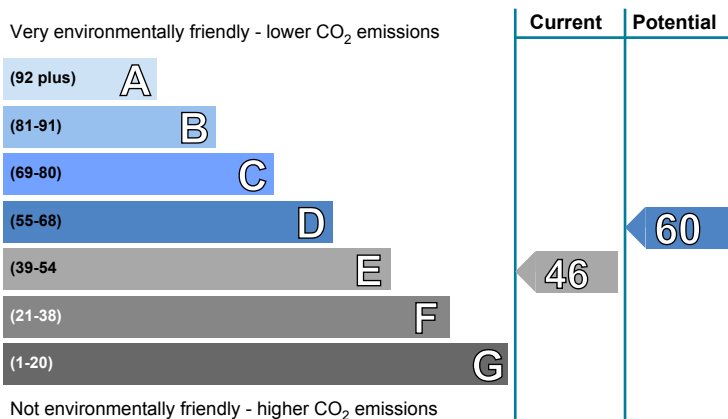 Current Potential
Very environmentally friendly - lower CO2 emissions
(92 plus) A
(81-91) B
(69-80) C
(55-68) D
60
(39-54 E
46
(21-38) F
(1-20) G
Not environmentally friendly - higher CO2 emissions